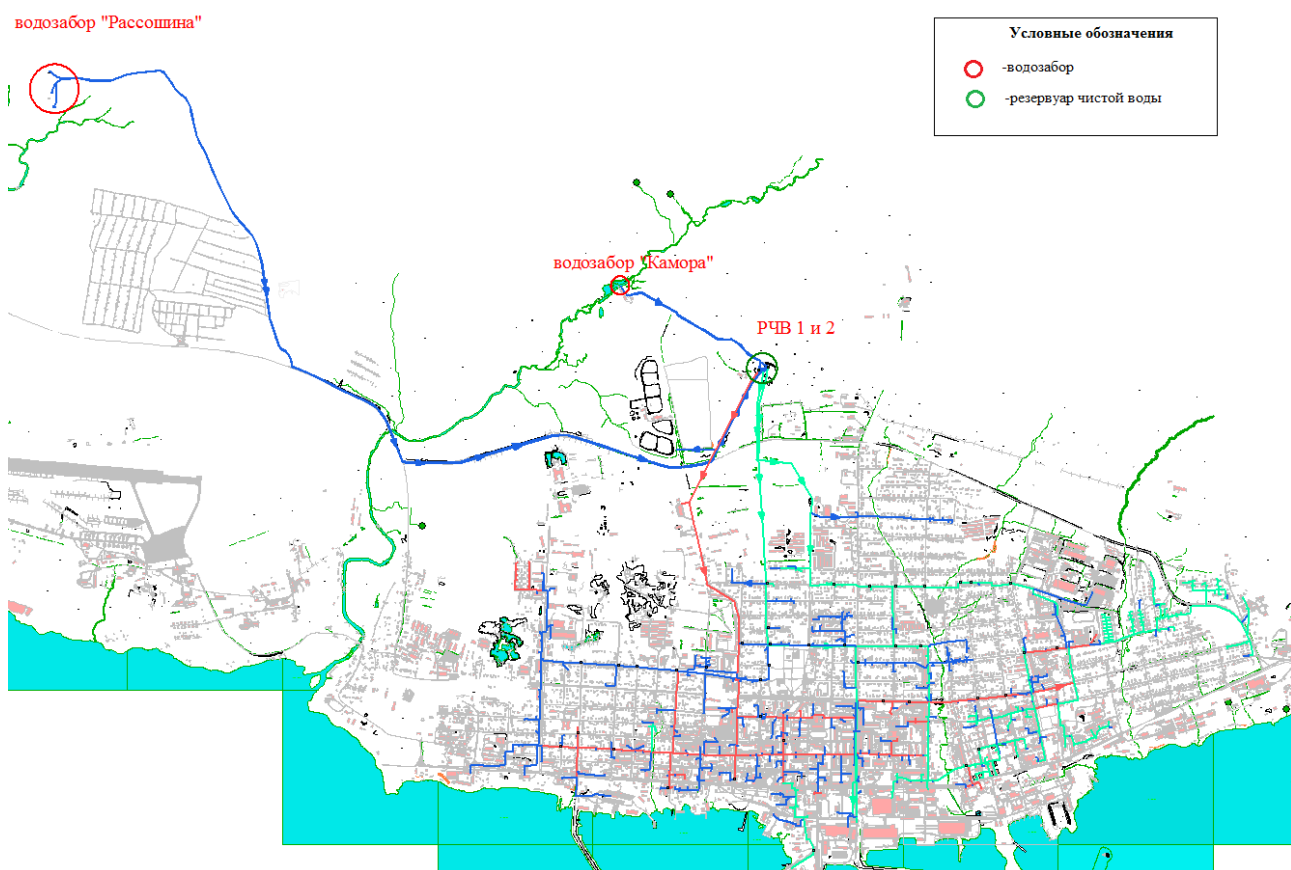 водозабор "Рассошина"
Условные обозначения
-водозабор
-резервуар чистой воды
водозабор "Камора"
РЧВ 1 и 2